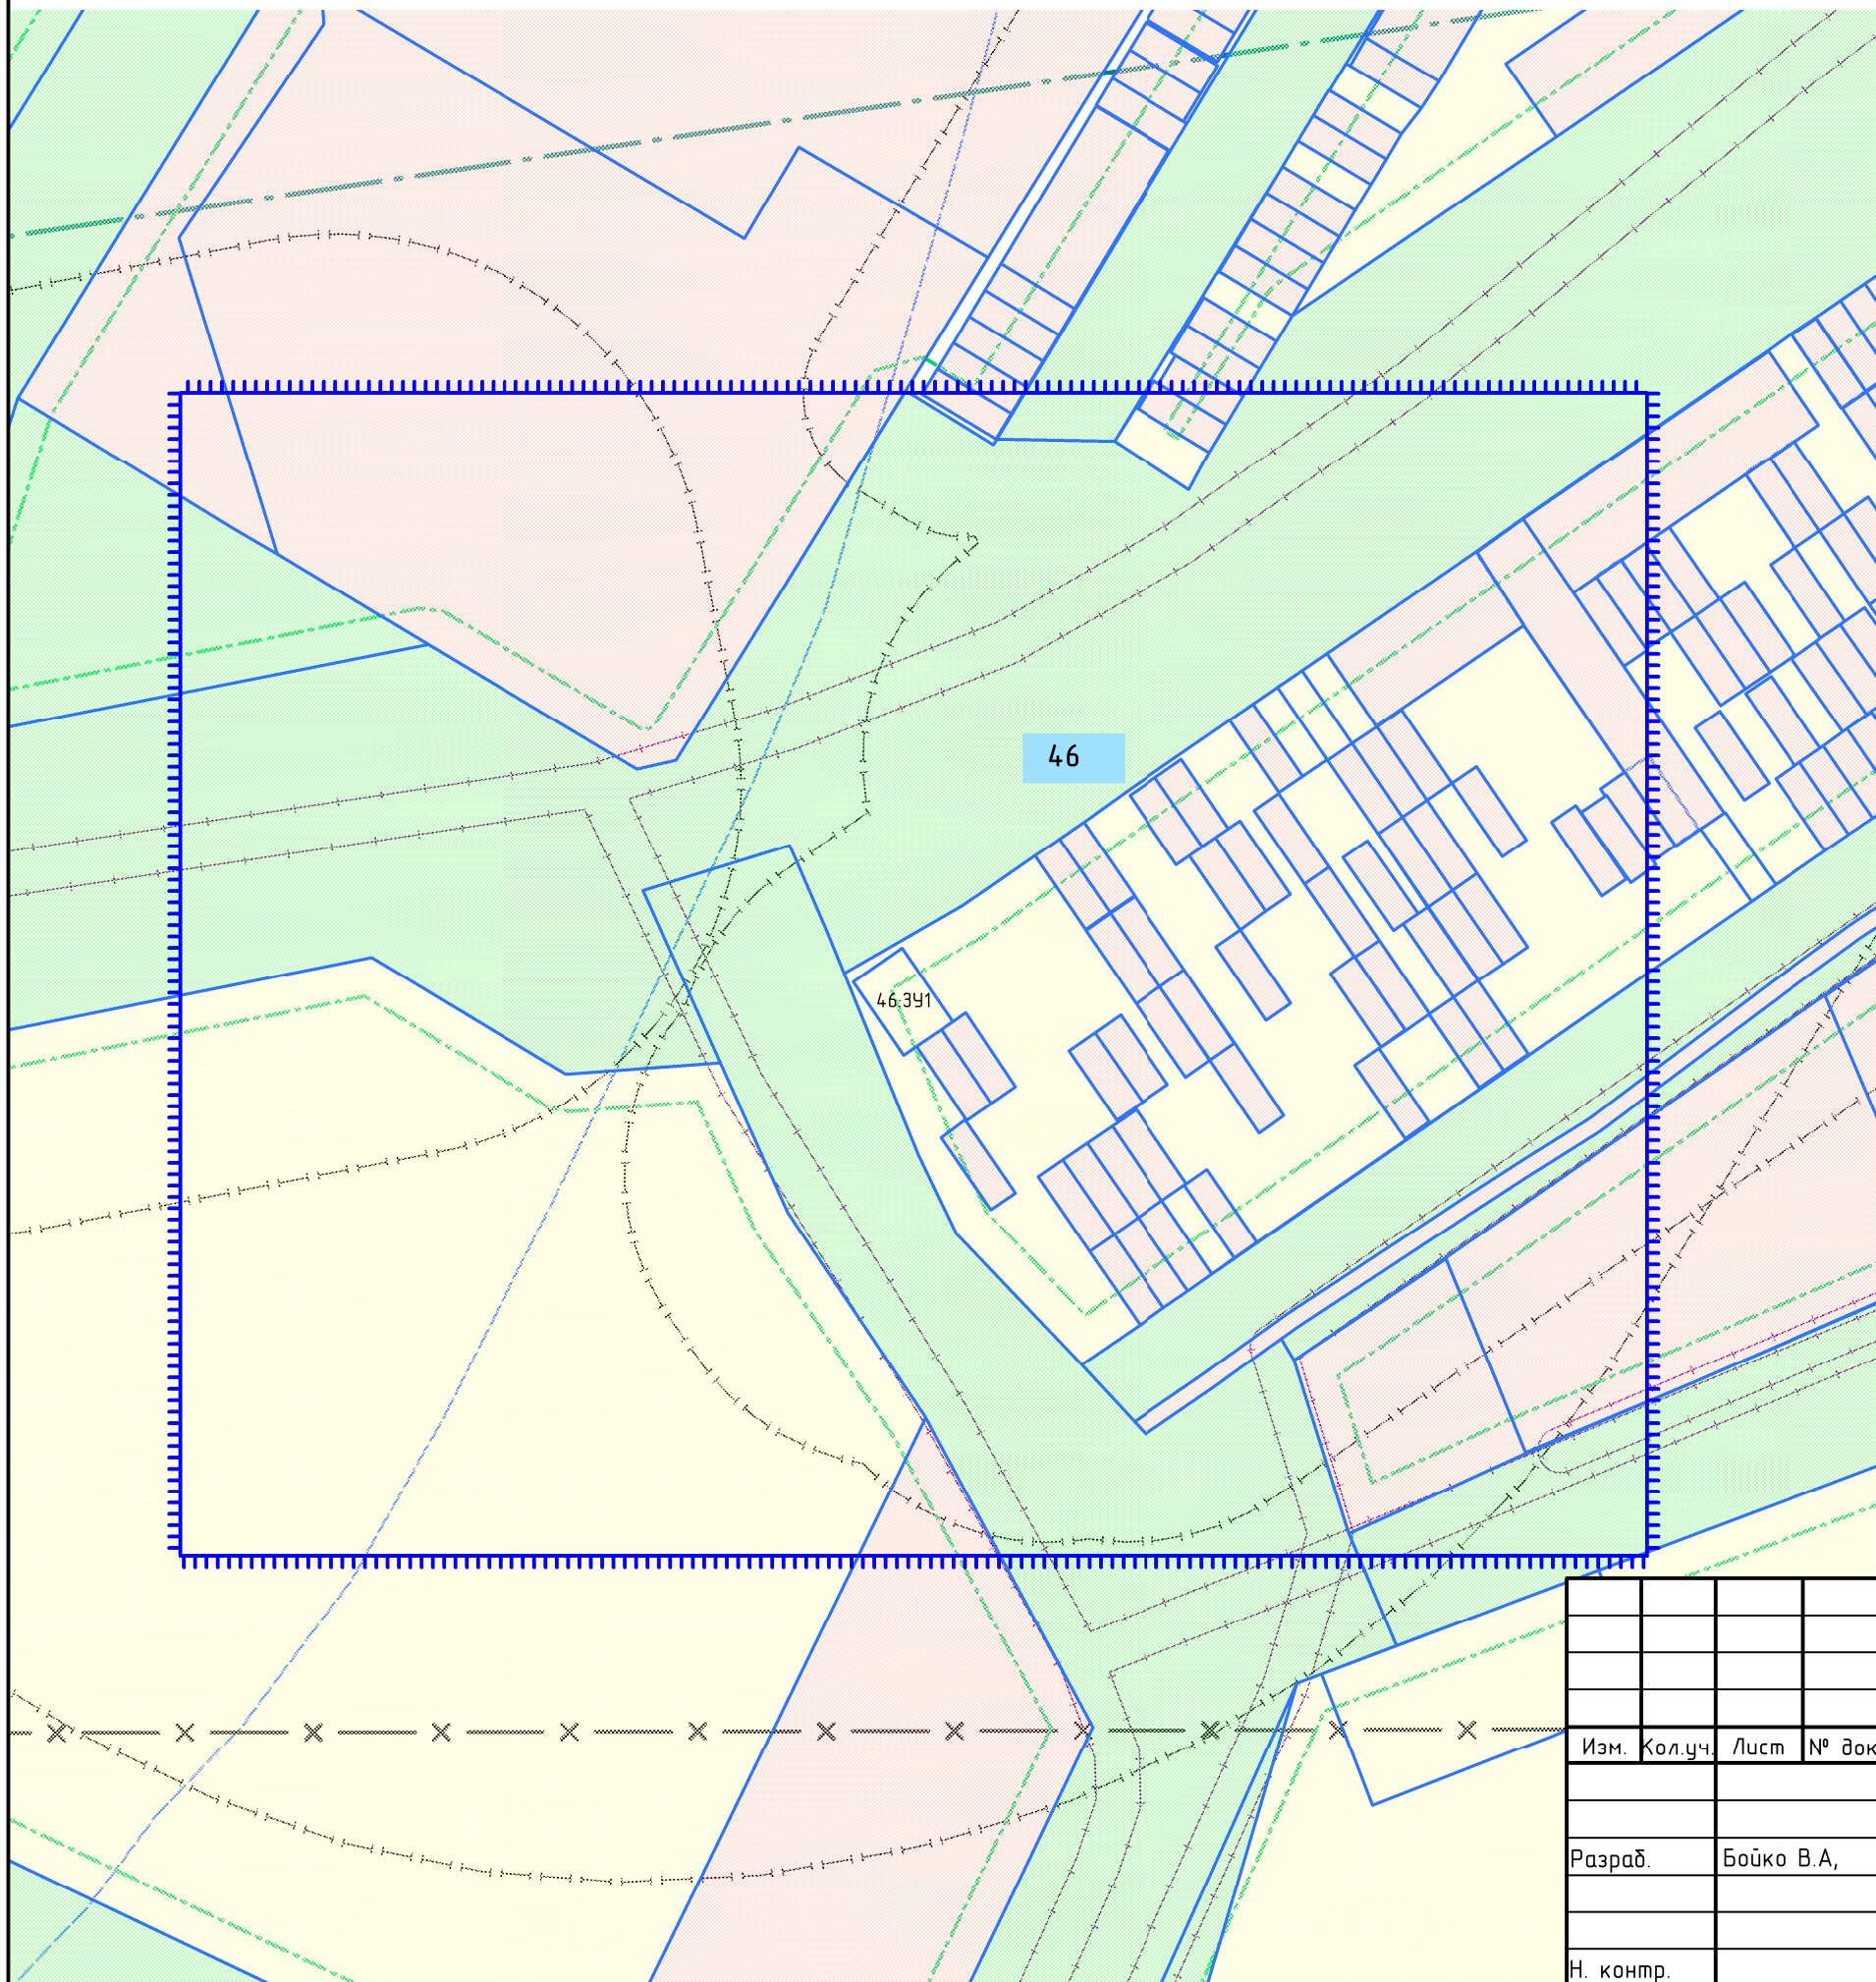 46
46:ЗУ1
Изм. Кол.уч. Лист № док
Разраб. Бойко В.А,
Н. контр.